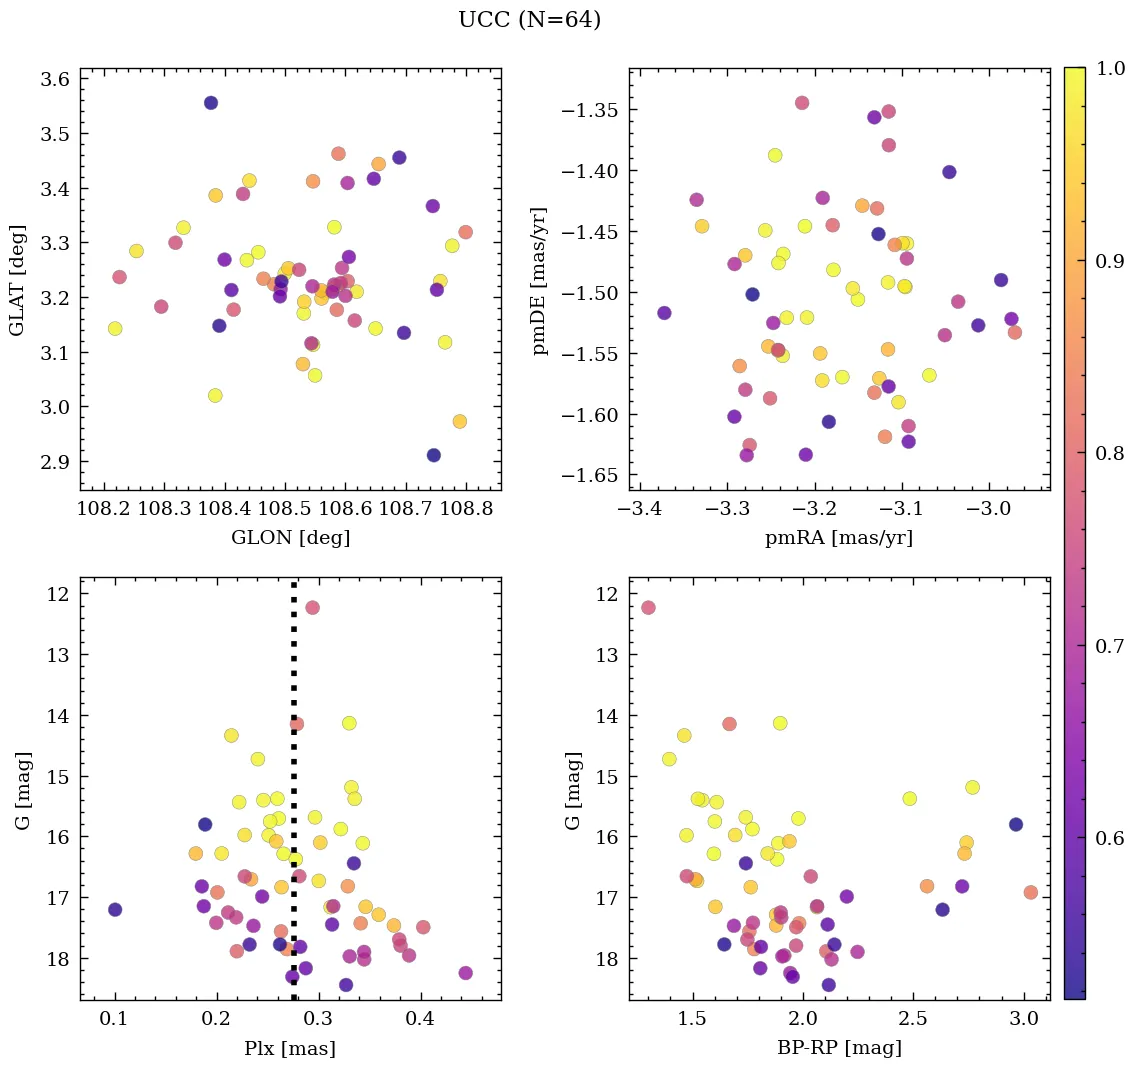 UCC (N=64)
3.6
3.5
3.4
3.3
3.2
3.1
3.0
2.9
GLAT [deg]
108.2 108.3 108.4 108.5 108.6 108.7 108.8
GLON [deg]
−1.35
−1.40
−1.45
−1.50
−1.55
−1.60
−1.65
pmDE [mas/yr]
−3.4 −3.3 −3.2 −3.1 −3.0
pmRA [mas/yr]
12
13
14
15
16
17
18
G [mag]
0.1 0.2 0.3 0.4
Plx [mas]
12
13
14
15
16
17
18
G [mag]
1.5 2.0 2.5 3.0
BP-RP [mag]
1.0
0.9
0.8
0.7
0.6